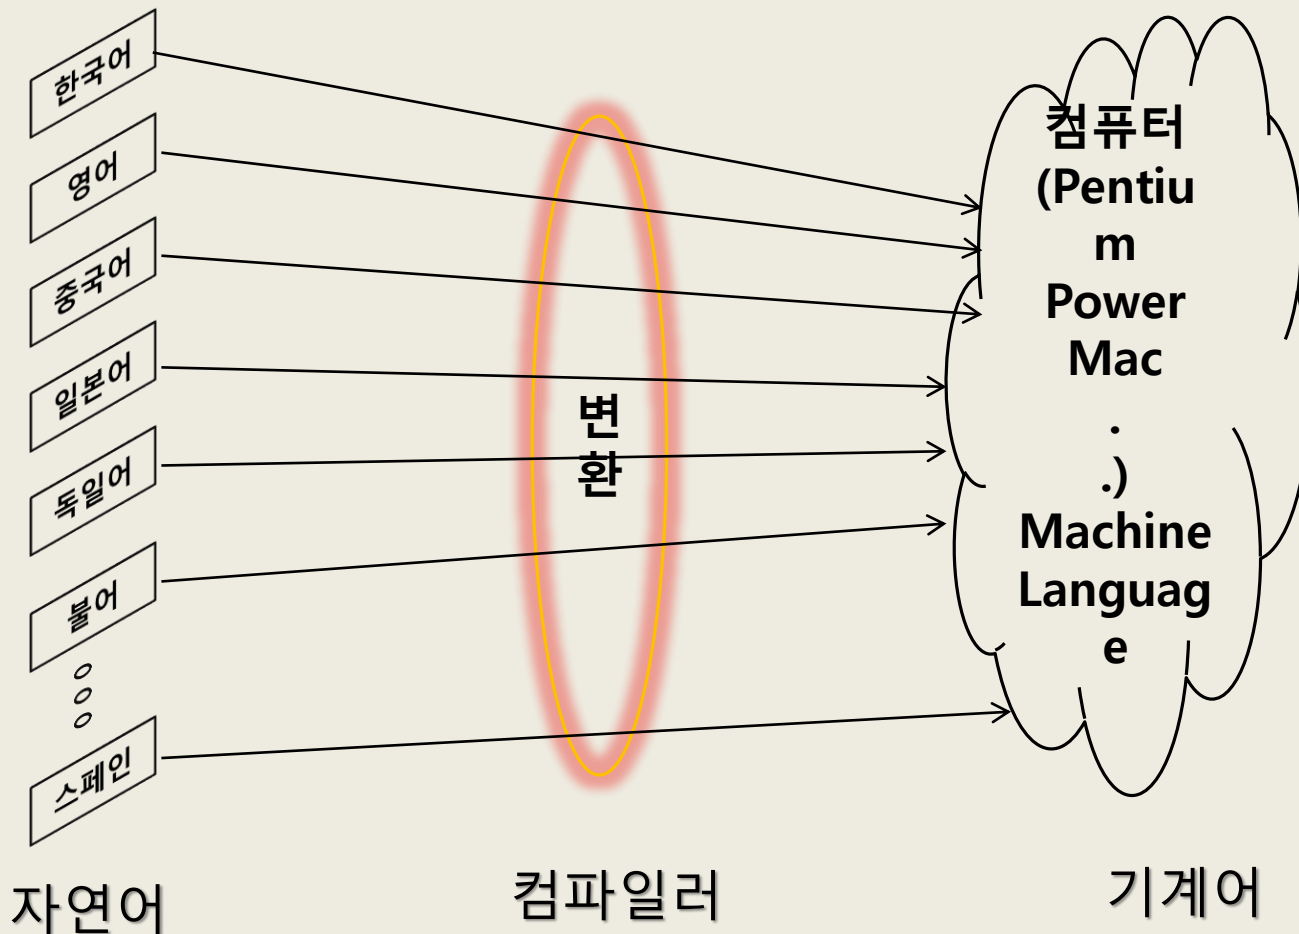 한국어
영어
중국어
일본어
독일어
불어
스페인
변
환
컴퓨터
(Pentiu
m
Power
Mac
.
.)
Machine
Languag
e
자연어
컴파일러
기계어